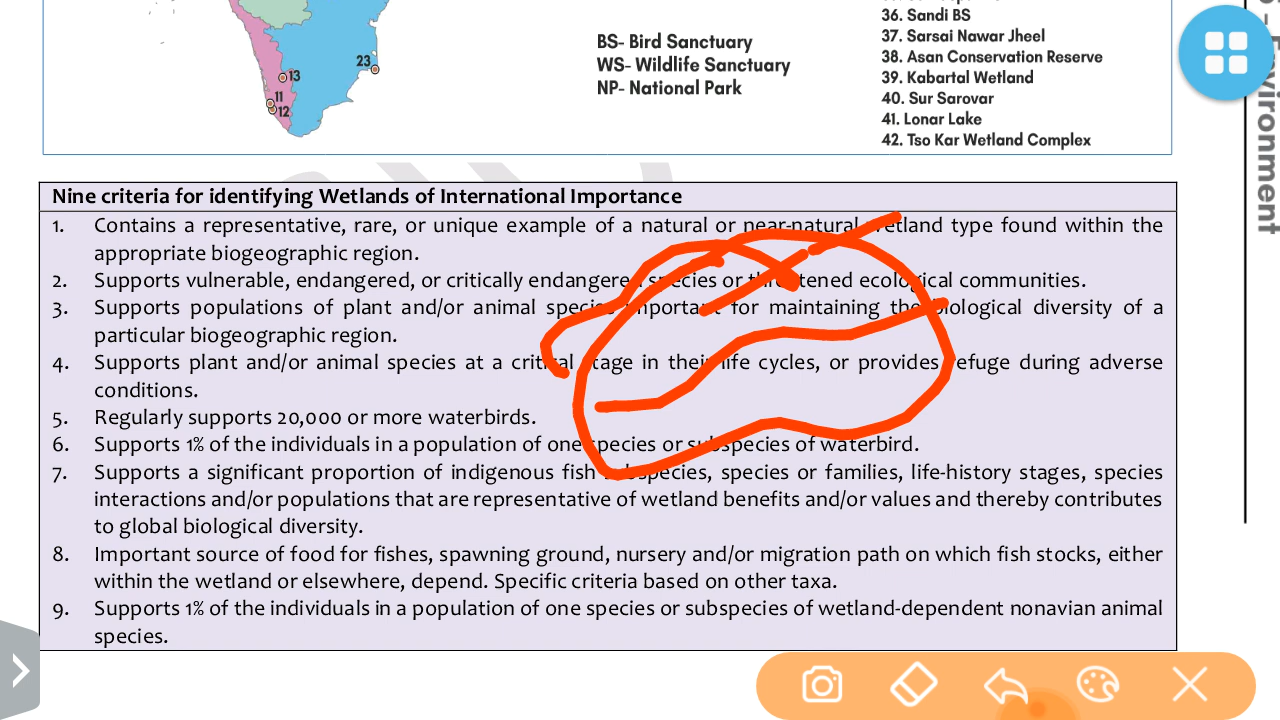 36. Sandi BS
37. Sarsai Nawar Jheel
38. Asan Conservation Reserve
39. Kabartal Wetland
40. Sur Sarovar
41. Lonar Lake
42. Tso Kar Wetland Complex
BS- Bird Sanctuary
WS- Wildlife Sanctuary
NP- National Park
23
13
11
12
Environment
Nine criteria for identifying Wetlands of International Importance
1. Contains a representative, rare, or unique example of a natural or near-natural wetland type found within the
appropriate biogeographic region.
2. Supports vulnerable, endangered, or critically endangered species or threatened ecological communities.
3. Supports populations of plant and/or animal species important for maintaining the biological diversity of a
particular biogeographic region.
4. Supports plant and/or animal species at a critical stage in their life cycles, or provides refuge during adverse
conditions.
5. Regularly supports 20,000 or more waterbirds.
6. Supports 1% of the individuals in a population of one species or subspecies of waterbird.
7. Supports a significant proportion of indigenous fish subspecies, species or families, life-history stages, species
interactions and/or populations that are representative of wetland benefits and/or values and thereby contributes
to global biological diversity.
8. Important source of food for fishes, spawning ground, nursery and/or migration path on which fish stocks, either
within the wetland or elsewhere, depend. Specific criteria based on other taxa.
9. Supports 1% of the individuals in a population of one species or subspecies of wetland-dependent nonavian animal
species.